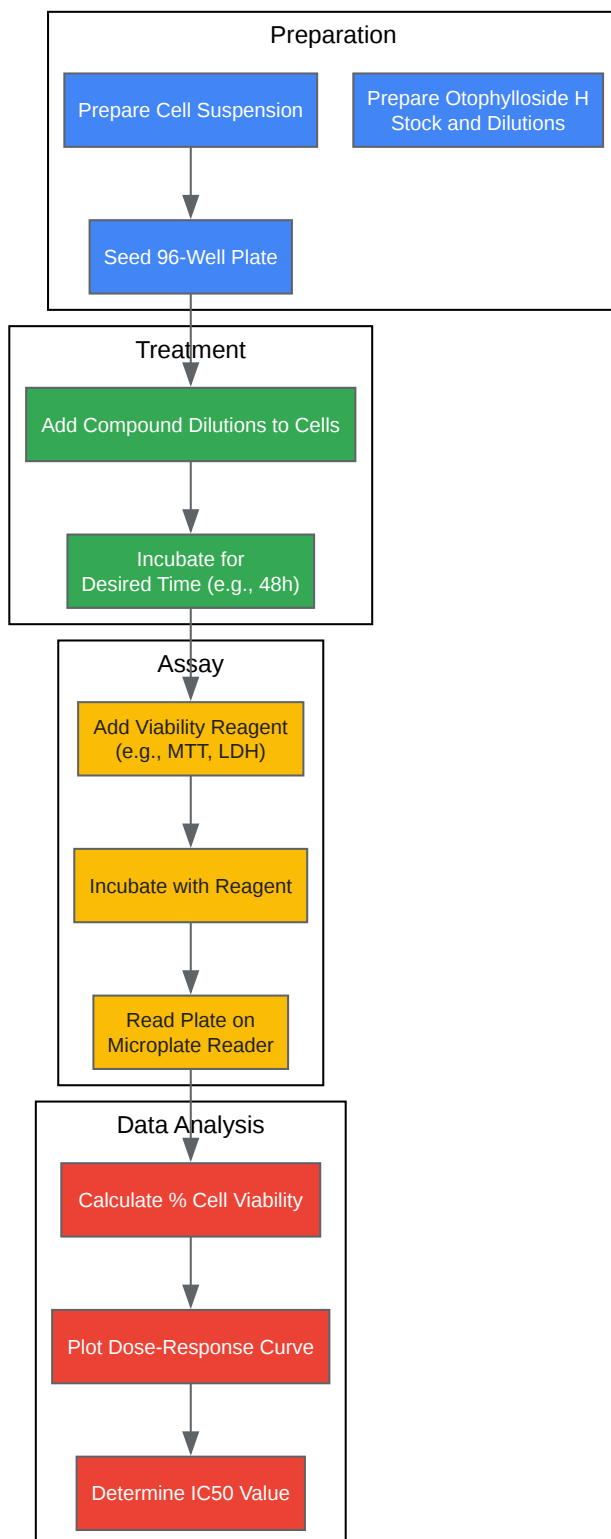 Preparation
Prepare Cell Suspension
Prepare Otophylloside H
Stock and Dilutions
Seed 96-Well Plate
Treatment
Add Compound Dilutions to Cells
Incubate for
Desired Time (e.g., 48h)
Assay
Add Viability Reagent
(e.g., MTT, LDH)
Incubate with Reagent
Read Plate on
Microplate Reader
Data Analysis
Calculate % Cell Viability
Plot Dose-Response Curve
Determine IC50 Value